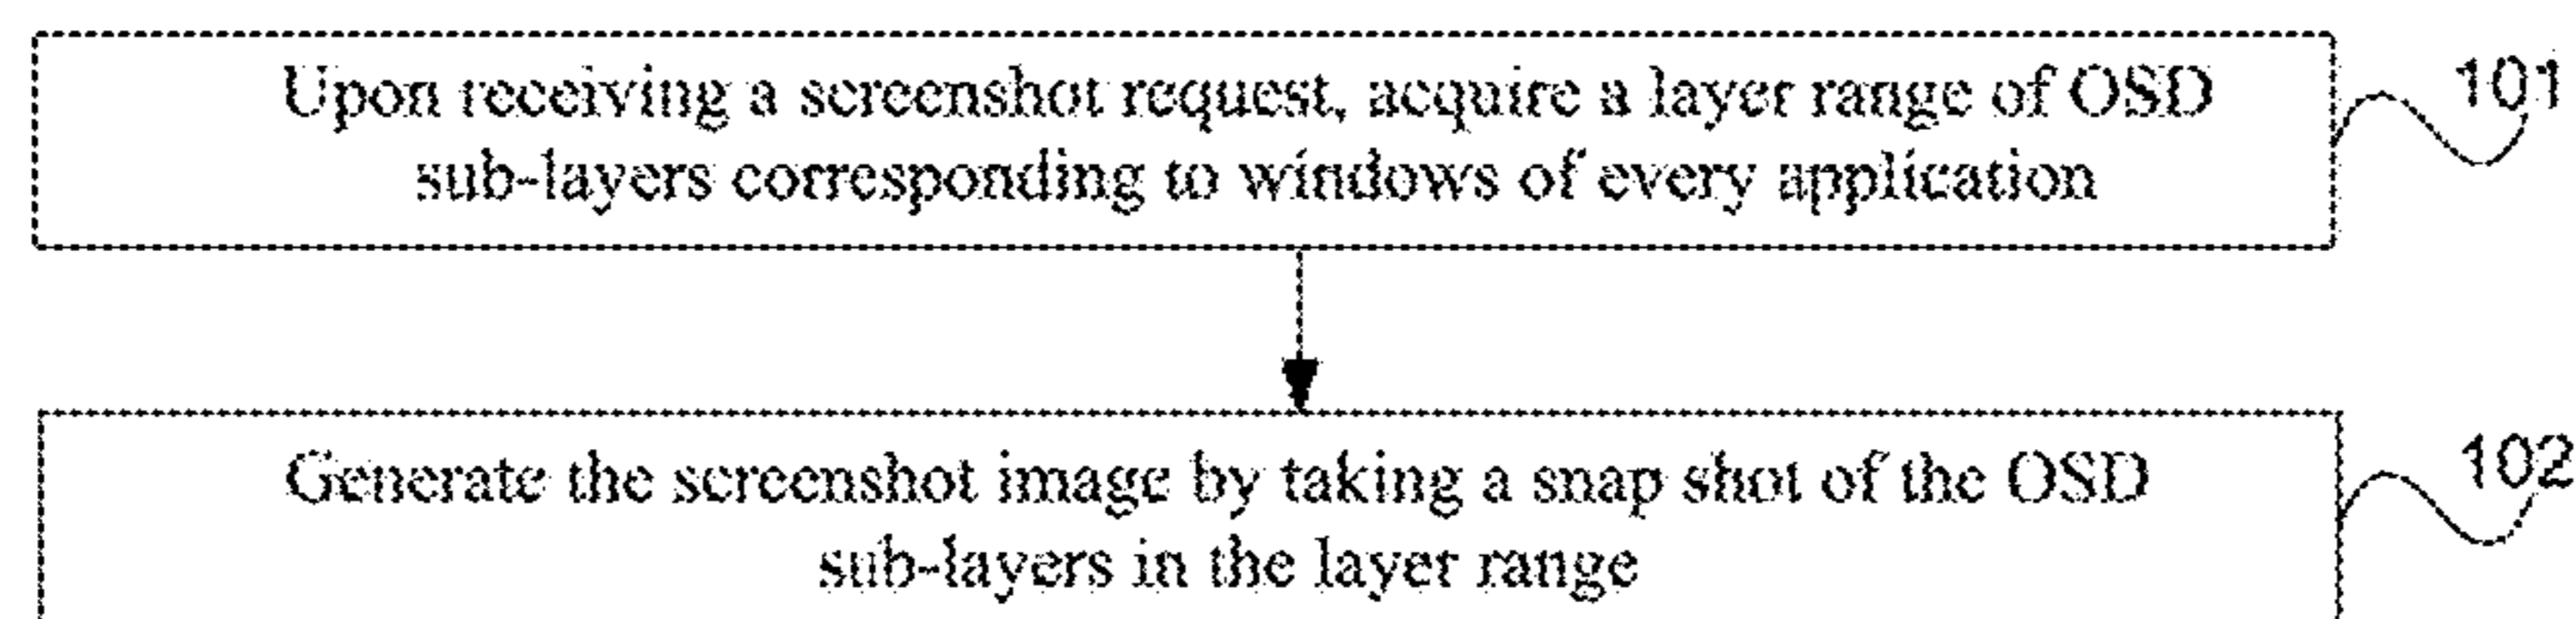 Upon receiving a screenshot request, acquire a layer range of OSD
sub-layers corresponding to windows of every application
101
Generate the screenshot image by taking a snap shot of the OSD
sub-layers in the layer range
102